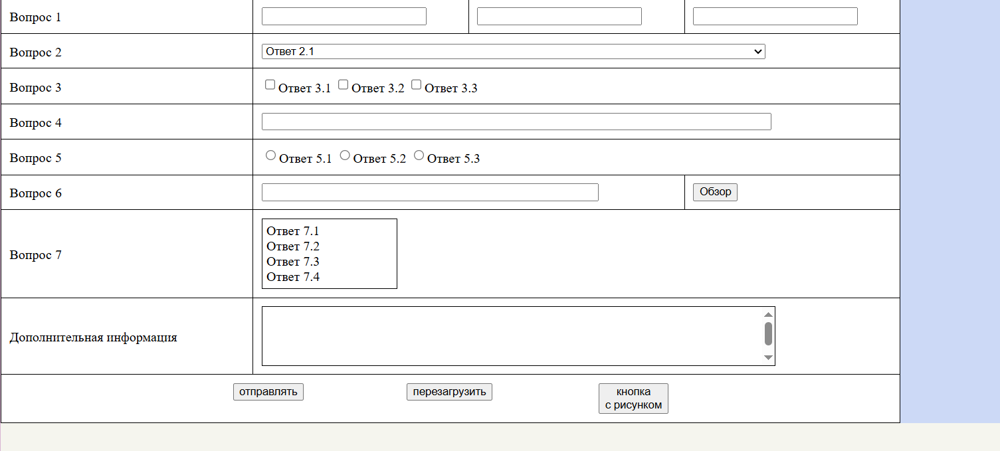 Вопрос 1
Вопрос 2
Ответ 2.1
Вопрос 3
Ответ 3.1 Ответ 3.2 Ответ 3.3
Вопрос 4
Вопрос 5
Ответ 5.1 Ответ 5.2 Ответ 5.3
Вопрос 6
Обзор
Вопрос 7
Ответ 7.1
Ответ 7.2
Ответ 7.3
Ответ 7.4
Дополнительная информация
отправлять
перезагрузить
кнопка
с рисунком